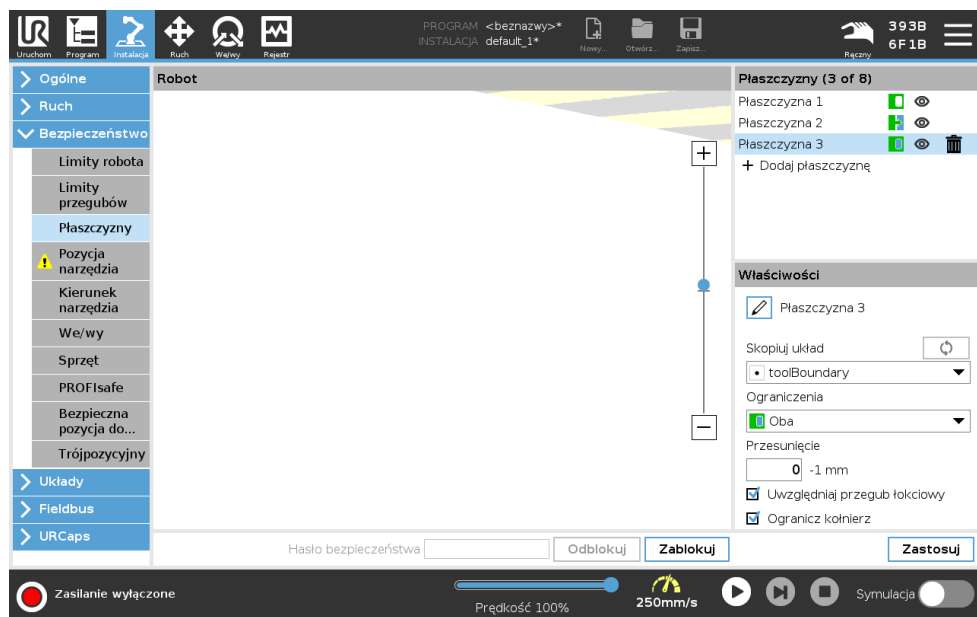 UR
Uruchom
Program
Instalacja
Ruch
We/wy
Rejestr
PROGRAM <beznazwy>*
INSTALACJA default_1*
Nowy...
Otwórz...
Zapisz...
Ręczny
393B
6F1B
Ogólne
Ruch
Bezpieczeństwo
Limity robota
Limity
przegubów
Płaszczyzny
Pozycja
narzędzia
Kierunek
narzędzia
We/wy
Sprzęt
PROFIsafe
Bezpieczna
pozycja do...
Trójpozycyjny
Układy
Fieldbus
URCaps
Robot
Hasło bezpieczeństwa
Odblokuj
Zablokuj
Płaszczyzny (3 of 8)
Płaszczyzna 1
Płaszczyzna 2
Płaszczyzna 3
+ Dodaj płaszczyznę
Właściwości
Płaszczyzna 3
Skopiuj układ
toolBoundary
Ograniczenia
Oba
Przesunięcie
0 -1 mm
Uwzględniaj przegub łokciowy
Ogranicz kołnierz
Zastosuj
Zasilanie wyłączone
Prędkość 100%
250mm/s
Symulacja